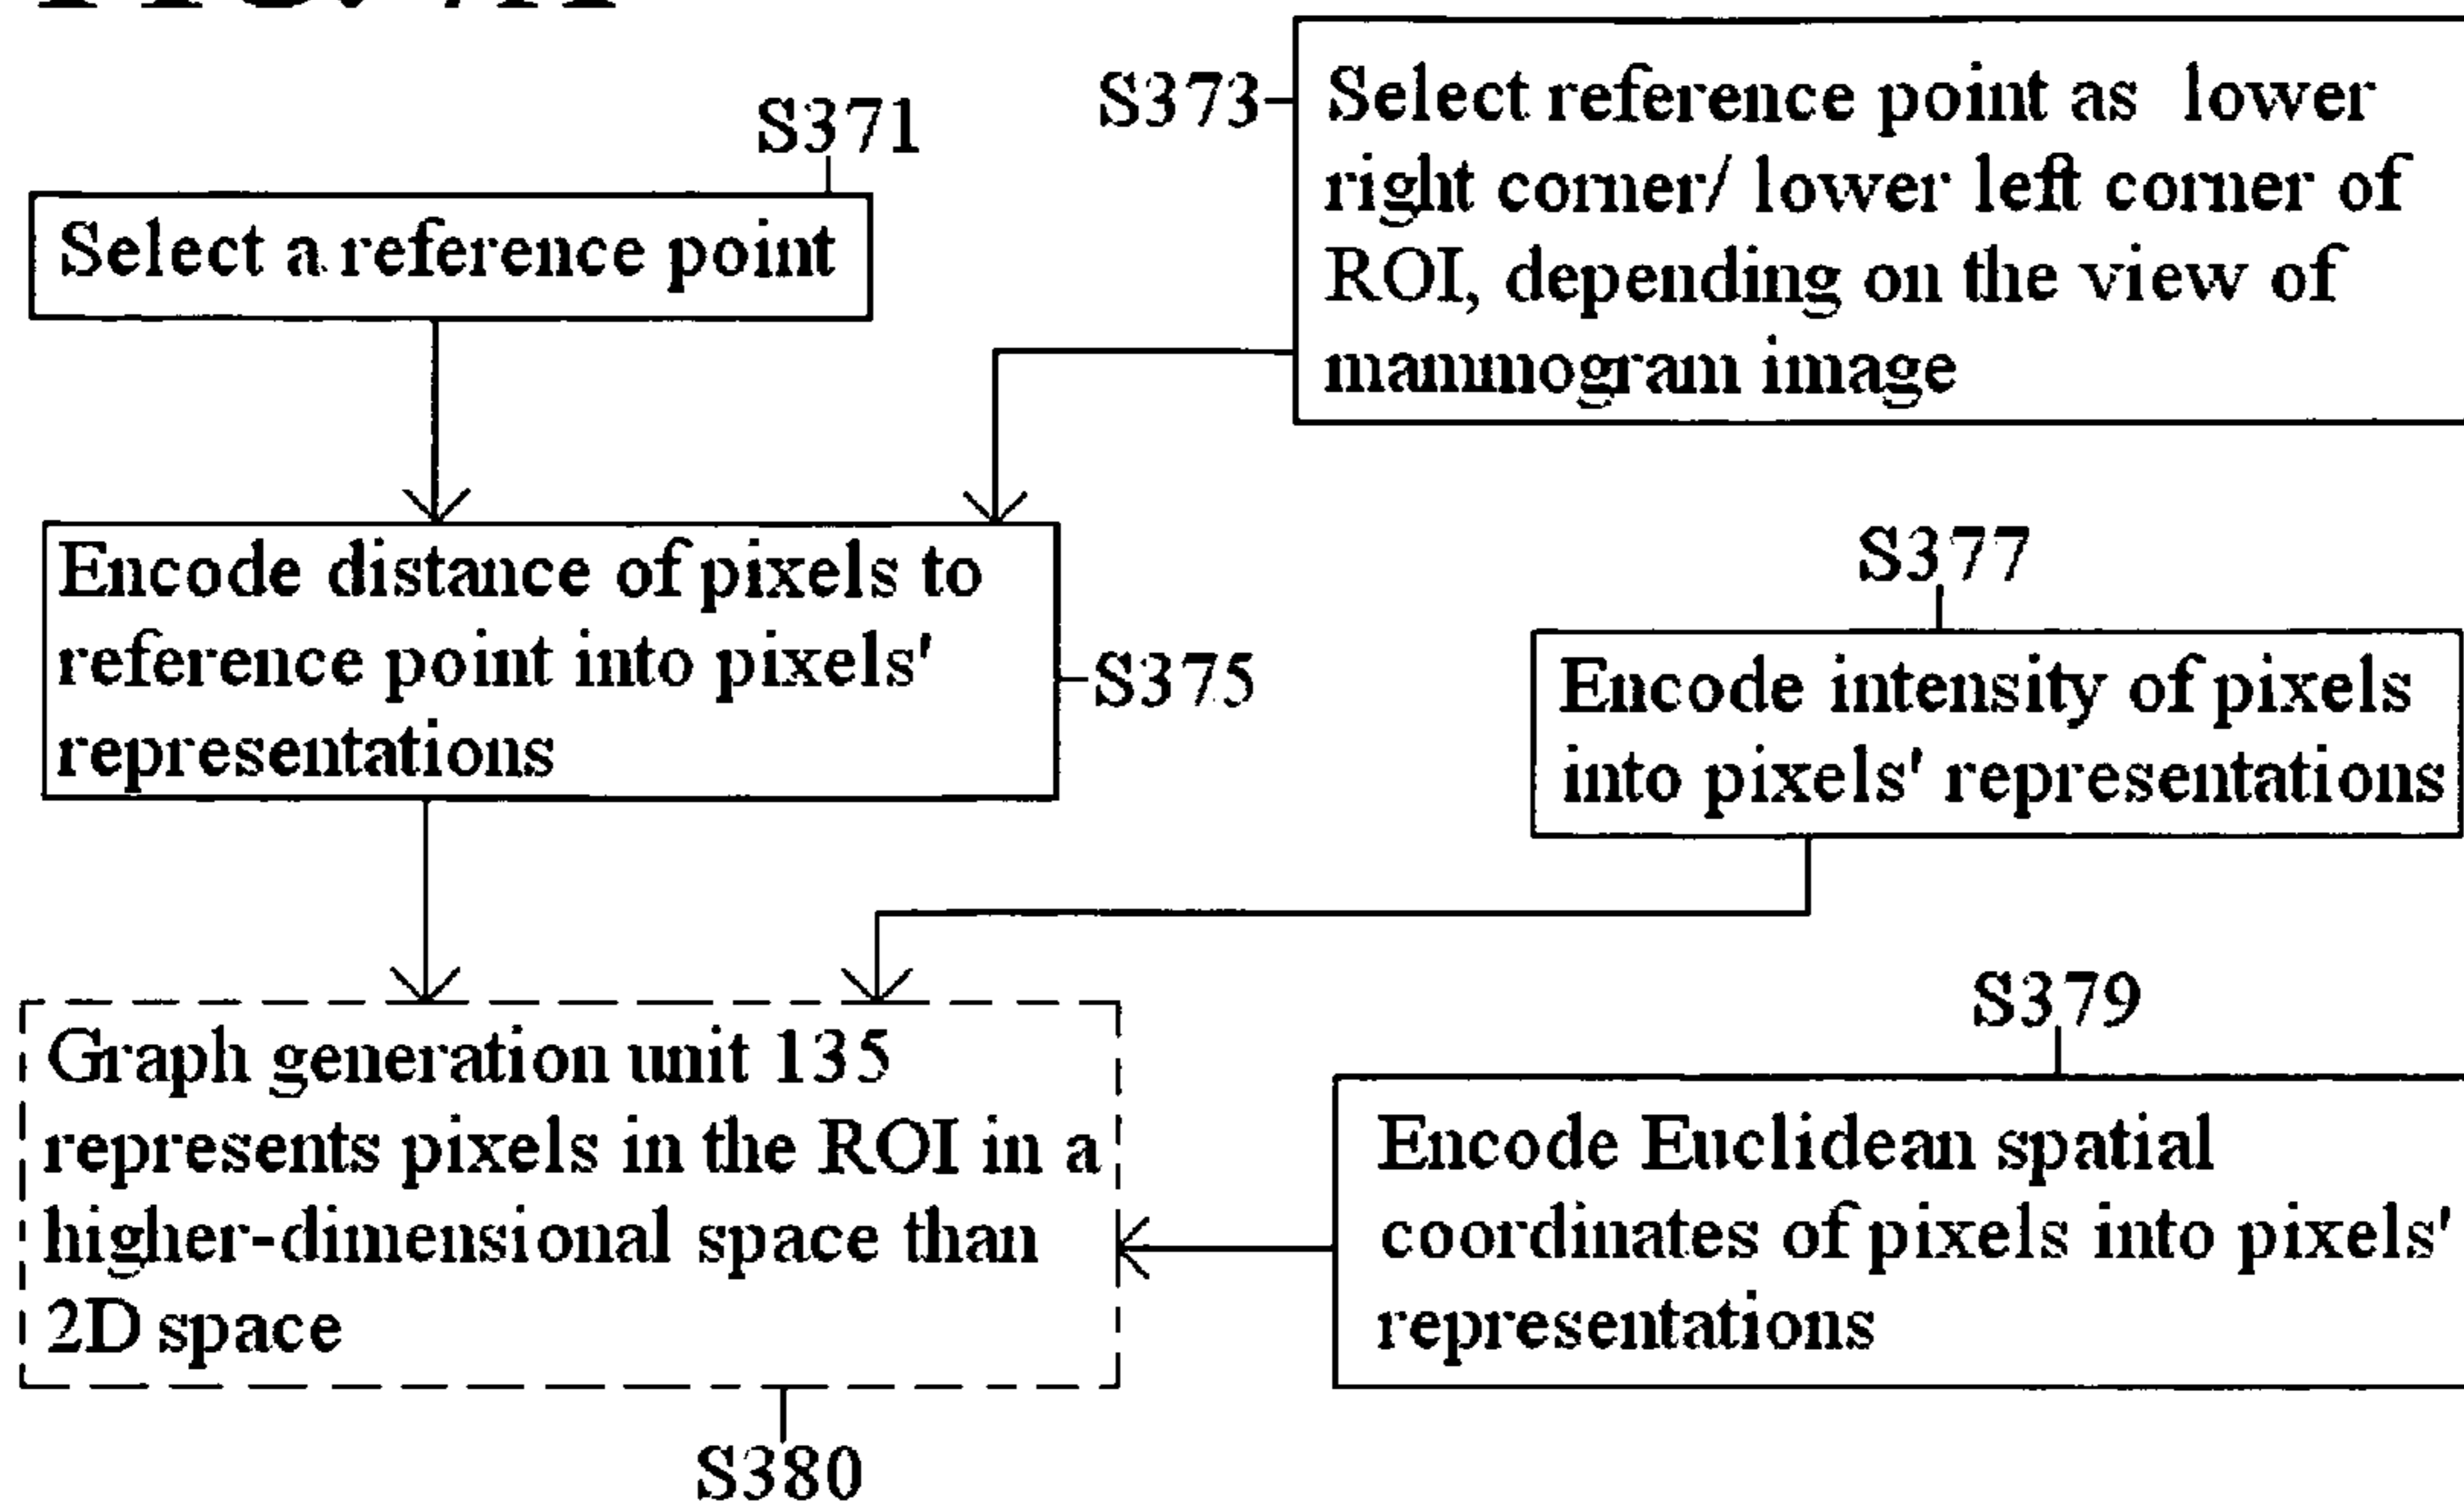 S371
Select a reference point
S373
Select reference point as lower
right corner/ lower left corner of
ROI, depending on the view of
mammogram image
Encode distance of pixels to
reference point into pixels'
representations
S375
S377
Encode intensity of pixels
into pixels' representations
Graph generation unit 135
represents pixels in the ROI in a
higher-dimensional space than
2D space
S380
S379
Encode Euclidean spatial
coordinates of pixels into pixels'
representations